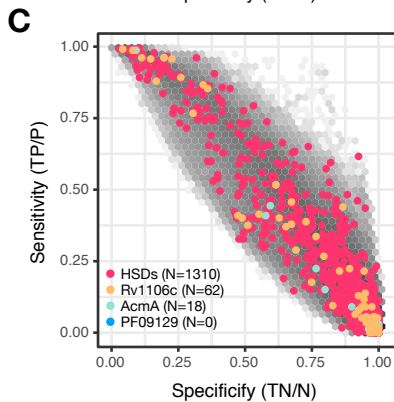 C
1.00
0.75
0.50
0.25
0.00
Sensitivity (TP/P)
HSDs (N=1310)
Rv1106c (N=62)
AcmA (N=18)
PF09129 (N=0)
0.00 0.25 0.50 0.75 1.00
Specificify (TN/N)